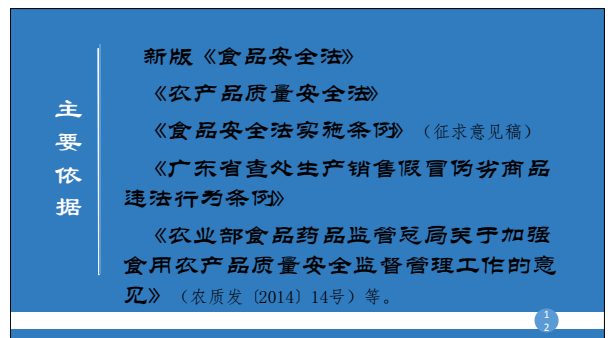 主
要
依
据
新版《食品安全法》
《农产品质量安全法》
《食品安全法实施条例》（征求意见稿）
《广东省查处生产销售假冒伪劣商品
违法行为条例》
《农业部食品药品监管总局关于加强
食用农产品质量安全监督管理工作的意
见》（农质发〔2014〕14号）等。
1
2